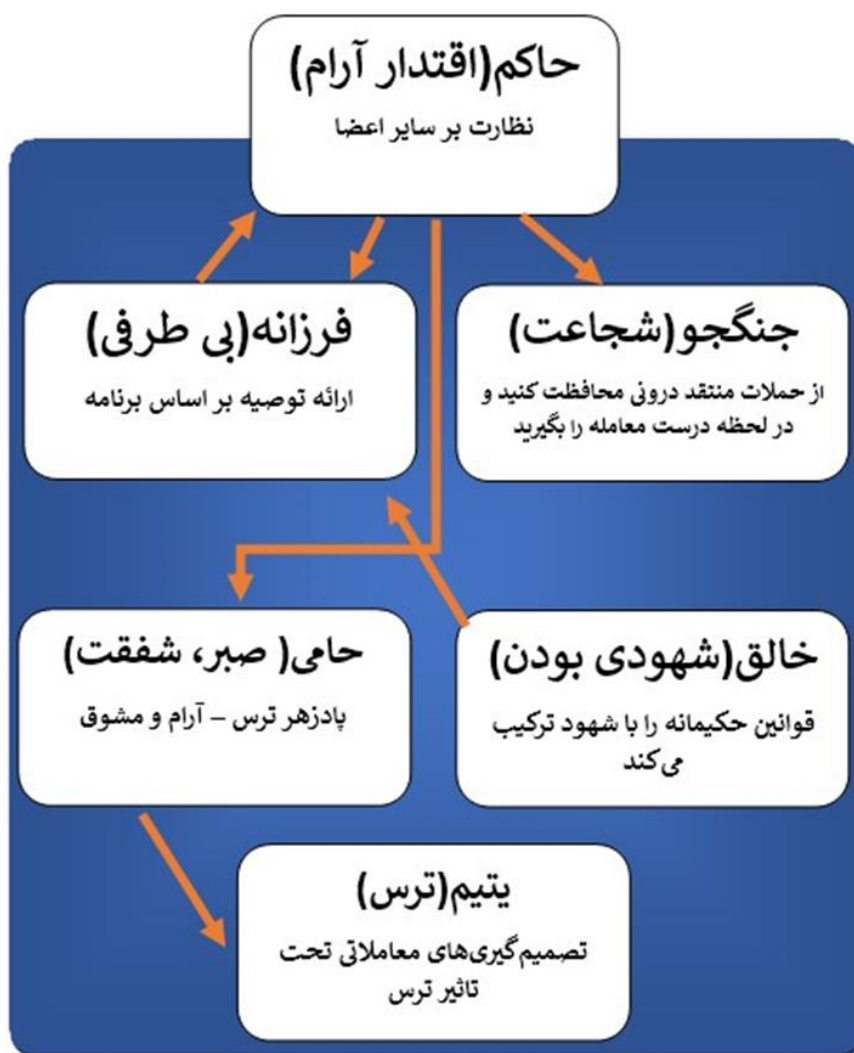 حاکم(اقتدار آرام)
نظارت بر سایر اعضا
جنگجو(شجاعت)
از حملات منتقد درونی محافظت کنید و
در لحظه درست معامله را بگیرید
فرزانه(بی طرفی)
ارائه توصیه بر اساس برنامه
خالق(شهودی بودن)
قوانین حکیمانه را با شهود ترکیب
می‌کند
حامی( صبر، شفقت)
پادزهر ترس – آرام و مشوق
یتیم(ترس)
تصمیم‌گیری‌های معاملاتی تحت
تاثیر ترس